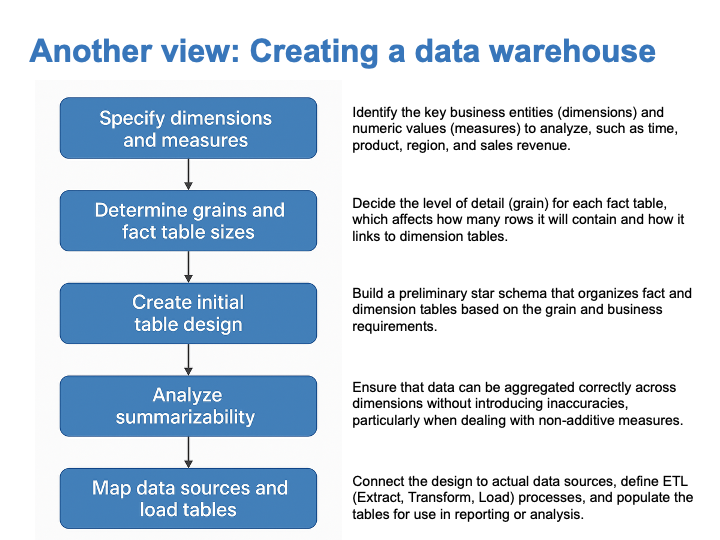 Another view: Creating a data warehouse
Specify dimensions
and measures
Identify the key business entities (dimensions) and
numeric values (measures) to analyze, such as time,
product, region, and sales revenue.
Determine grains and
fact table sizes
Decide the level of detail (grain) for each fact table,
which affects how many rows it will contain and how it
links to dimension tables.
Create initial
table design
Build a preliminary star schema that organizes fact and
dimension tables based on the grain and business
requirements.
Analyze
summarizability
Ensure that data can be aggregated correctly across
dimensions without introducing inaccuracies,
particularly when dealing with non-additive measures.
Map data sources and
load tables
Connect the design to actual data sources, define ETL
(Extract, Transform, Load) processes, and populate the
tables for use in reporting or analysis.